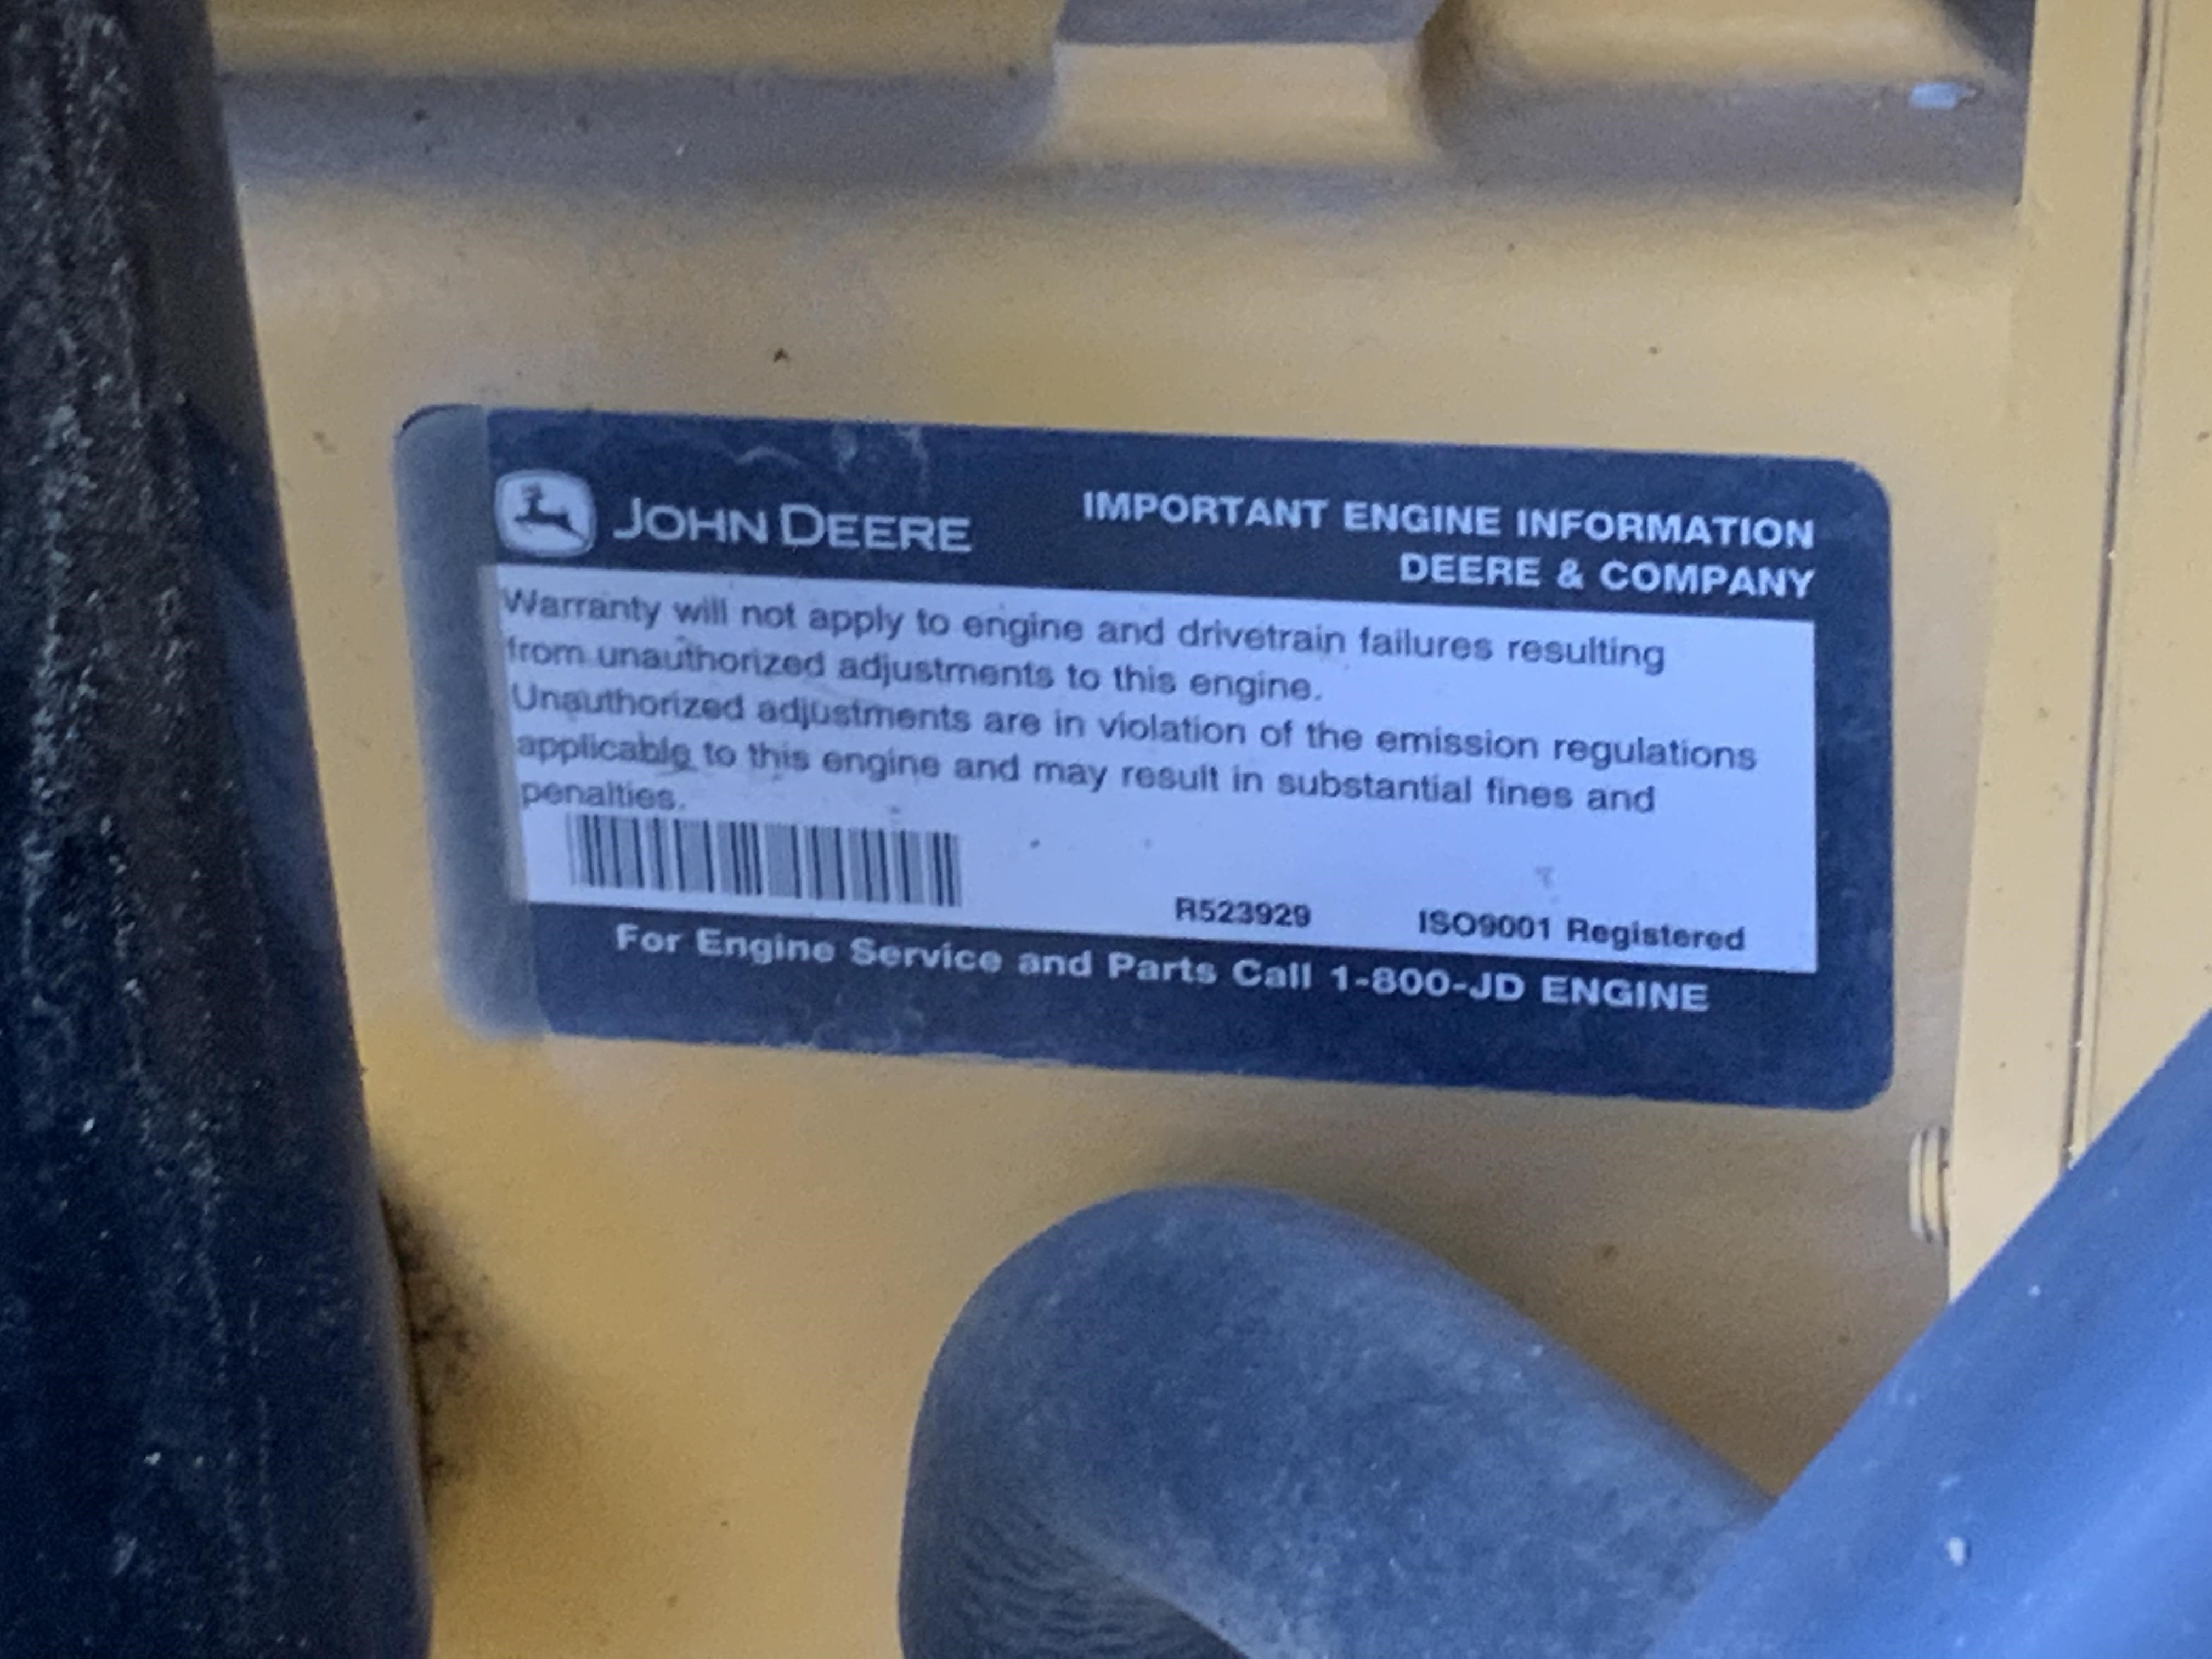 JOHN DEERE
IMPORTANT ENGINE INFORMATION
DEERE & COMPANY
Warranty will not apply to engine and drivetrain failures resulting
from unauthorized adjustments to this engine.
Unauthorized adjustments are in violation of the emission regulations
applicable to this engine and may result in substantial fines and
penalties.
R523929 ISO9001 Registered
For Engine Service and Parts Call 1-800-JD ENGINE